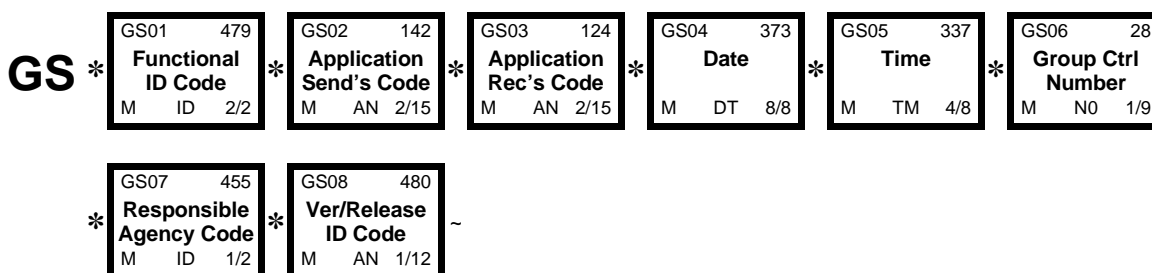 GS01 479 GS02 142 GS03 124 GS04 373 GS05 337 GS06 28
GS * Functional ID Code * Application Send's Code * Application Rec's Code * Date * Time * Group Ctrl Number
M ID 2/2 M AN 2/15 M AN 2/15 M DT 8/8 M TM 4/8 M N0 1/9
GS07 455 GS08 480
* Responsible Agency Code * Ver/Release ID Code ~
M ID 1/2 M AN 1/12